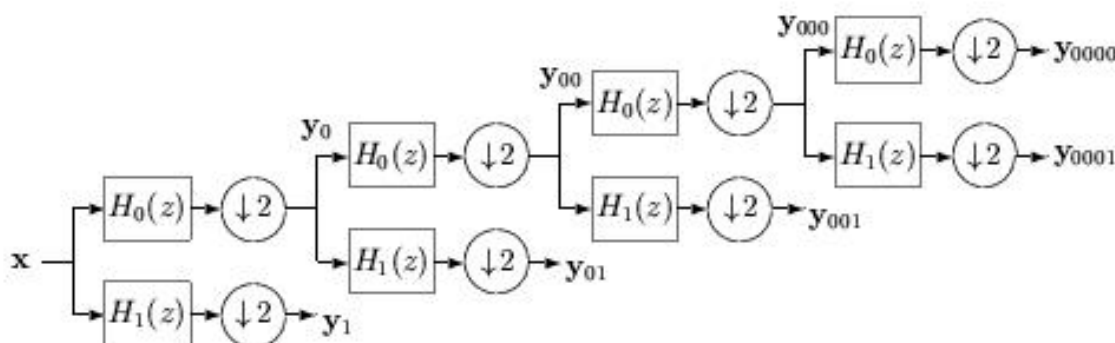 y₀₀₀ H₀(z) ↓2 y₀₀₀₀
y₀₀ H₀(z) ↓2
y₀ H₀(z) ↓2 H₁(z) ↓2 y₀₀₀₁
H₀(z) ↓2 H₁(z) ↓2 y₀₀₁
x H₁(z) ↓2 y₀₁
H₁(z) ↓2 y₁